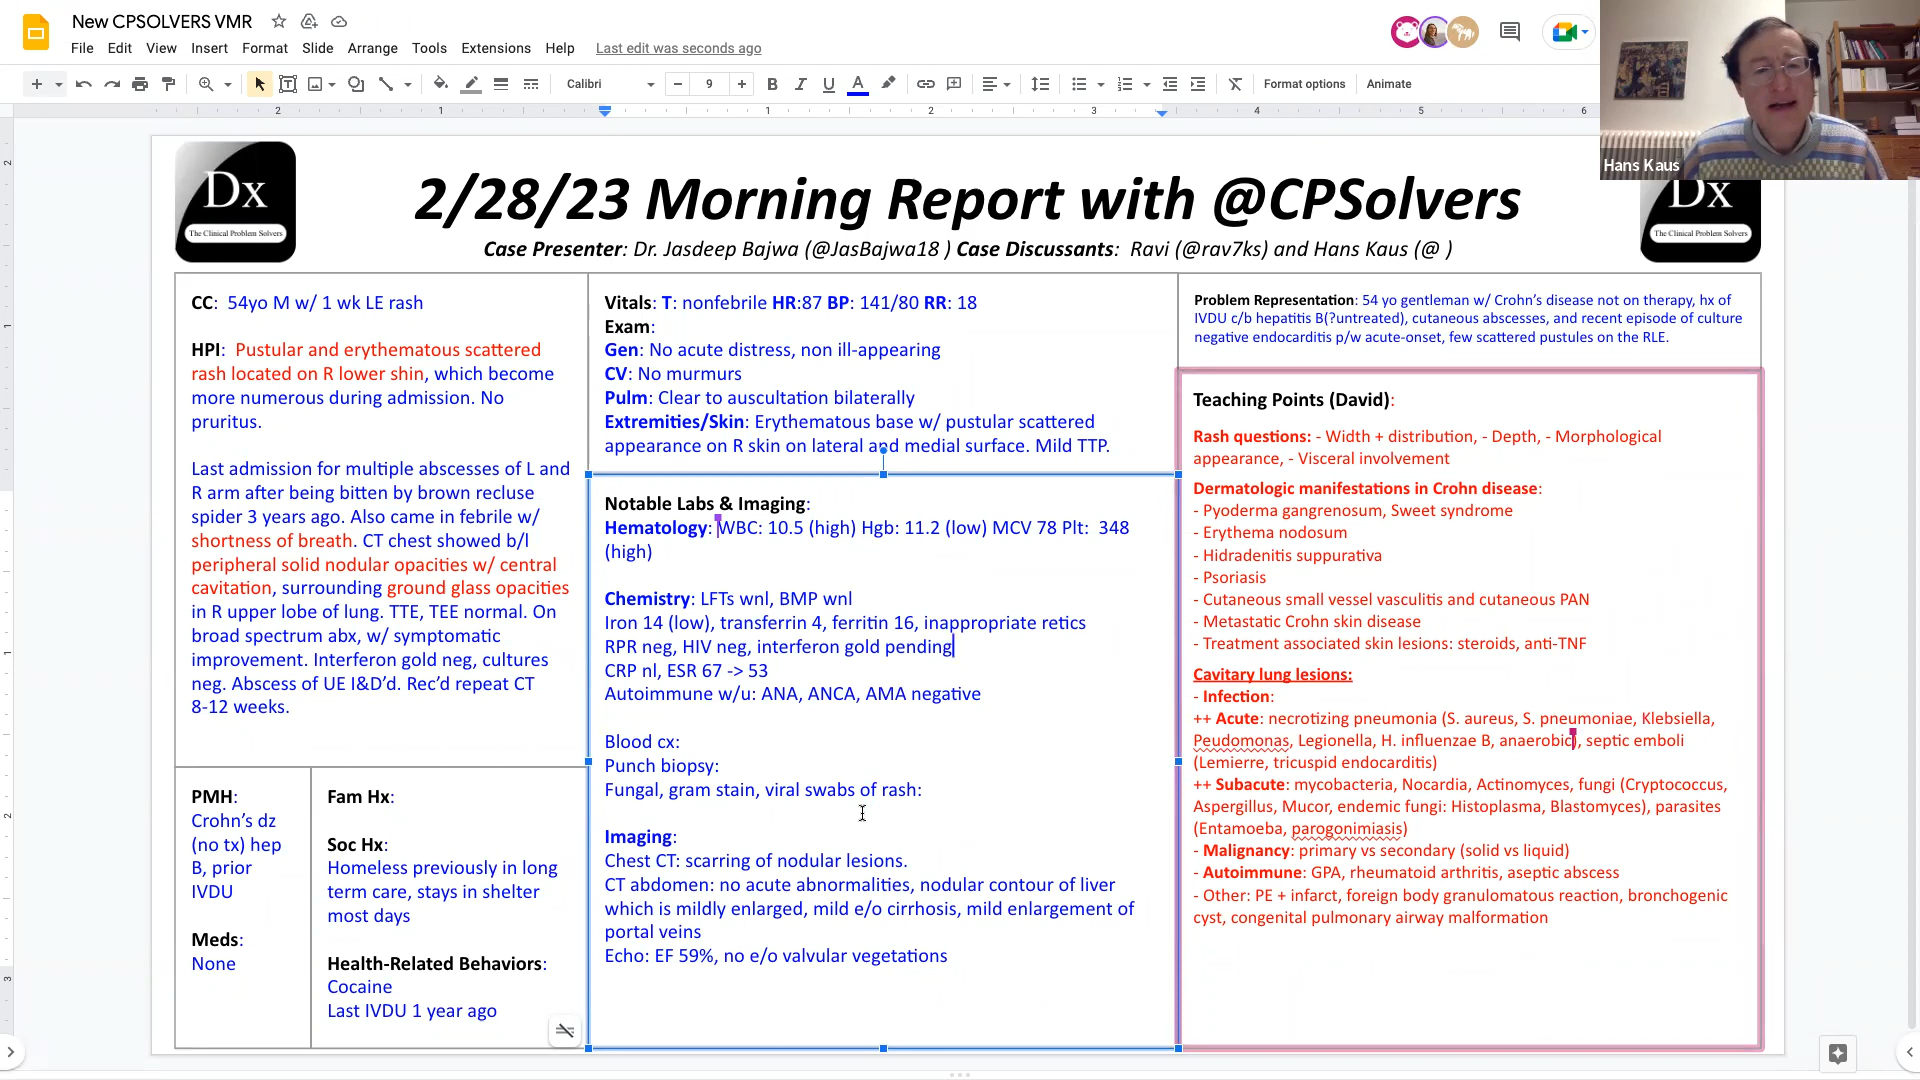 New CPSOLVERS VMR
File Edit View Insert Format Slide Arrange Tools Extensions Help Last edit was seconds ago
Calibri 9 Format options Animate
2 1 1 2 3 4 5 6
Hans Kaus
2 1 1 2 3
Dx
The Clinical Problem Solvers
2/28/23 Morning Report with @CPSolvers
Case Presenter: Dr. Jasdeep Bajwa (@JasBajwa18 ) Case Discussants: Ravi (@rav7ks) and Hans Kaus (@ )
Dx
The Clinical Problem Solvers
CC: 54yo M w/ 1 wk LE rash
HPI: Pustular and erythematous scattered
rash located on R lower shin, which become
more numerous during admission. No
pruritus.
Last admission for multiple abscesses of L and
R arm after being bitten by brown recluse
spider 3 years ago. Also came in febrile w/
shortness of breath. CT chest showed b/l
peripheral solid nodular opacities w/ central
cavitation, surrounding ground glass opacities
in R upper lobe of lung. TTE, TEE normal. On
broad spectrum abx, w/ symptomatic
improvement. Interferon gold neg, cultures
neg. Abscess of UE I&D’d. Rec’d repeat CT
8-12 weeks.
PMH:
Crohn’s dz
(no tx) hep
B, prior
IVDU
Meds:
None
Fam Hx:
Soc Hx:
Homeless previously in long
term care, stays in shelter
most days
Health-Related Behaviors:
Cocaine
Last IVDU 1 year ago
Vitals: T: nonfebrile HR:87 BP: 141/80 RR: 18
Exam:
Gen: No acute distress, non ill-appearing
CV: No murmurs
Pulm: Clear to auscultation bilaterally
Extremities/Skin: Erythematous base w/ pustular scattered
appearance on R skin on lateral and medial surface. Mild TTP.
Notable Labs & Imaging:
Hematology: WBC: 10.5 (high) Hgb: 11.2 (low) MCV 78 Plt: 348
(high)
Chemistry: LFTs wnl, BMP wnl
Iron 14 (low), transferrin 4, ferritin 16, inappropriate retics
RPR neg, HIV neg, interferon gold pending
CRP nl, ESR 67 -> 53
Autoimmune w/u: ANA, ANCA, AMA negative
Blood cx:
Punch biopsy:
Fungal, gram stain, viral swabs of rash:
Imaging:
Chest CT: scarring of nodular lesions.
CT abdomen: no acute abnormalities, nodular contour of liver
which is mildly enlarged, mild e/o cirrhosis, mild enlargement of
portal veins
Echo: EF 59%, no e/o valvular vegetations
Problem Representation: 54 yo gentleman w/ Crohn’s disease not on therapy, hx of
IVDU c/b hepatitis B(?untreated), cutaneous abscesses, and recent episode of culture
negative endocarditis p/w acute-onset, few scattered pustules on the RLE.
Teaching Points (David):
Rash questions: - Width + distribution, - Depth, - Morphological
appearance, - Visceral involvement
Dermatologic manifestations in Crohn disease:
- Pyoderma gangrenosum, Sweet syndrome
- Erythema nodosum
- Hidradenitis suppurativa
- Psoriasis
- Cutaneous small vessel vasculitis and cutaneous PAN
- Metastatic Crohn skin disease
- Treatment associated skin lesions: steroids, anti-TNF
Cavitary lung lesions:
- Infection:
++ Acute: necrotizing pneumonia (S. aureus, S. pneumoniae, Klebsiella,
Peudomonas, Legionella, H. influenzae B, anaerobic), septic emboli
(Lemierre, tricuspid endocarditis)
++ Subacute: mycobacteria, Nocardia, Actinomyces, fungi (Cryptococcus,
Aspergillus, Mucor, endemic fungi: Histoplasma, Blastomyces), parasites
(Entamoeba, parogonimiasis)
- Malignancy: primary vs secondary (solid vs liquid)
- Autoimmune: GPA, rheumatoid arthritis, aseptic abscess
- Other: PE + infarct, foreign body granulomatous reaction, bronchogenic
cyst, congenital pulmonary airway malformation